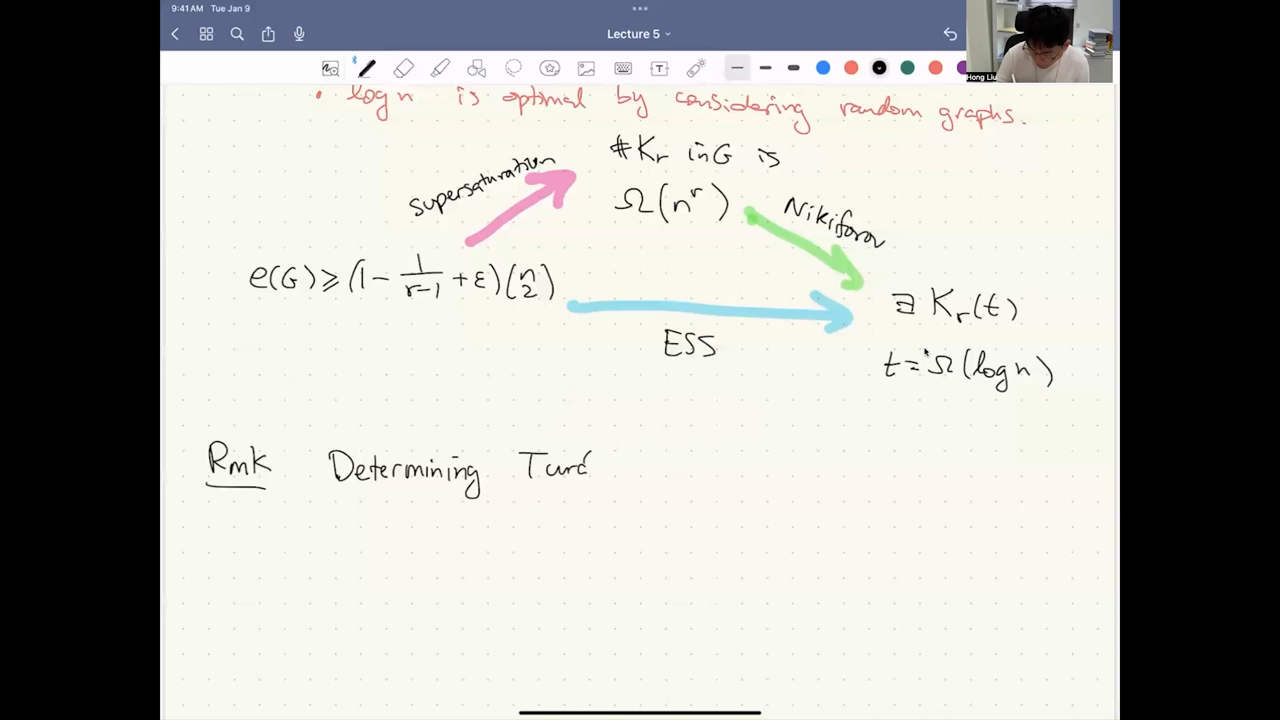 9:41 AM Tue Jan 9
Lecture 5
Hong Liu
• log n is optimal by considering random graphs.
#Kr in G is
Ω(n^r)
supersaturation
Nikiforov
e(G) ≥ (1 - 1/(r-1) + ε)(n 2)
∃ Kr(t)
ESS
t = Ω(log n)
Rmk Determining Turá